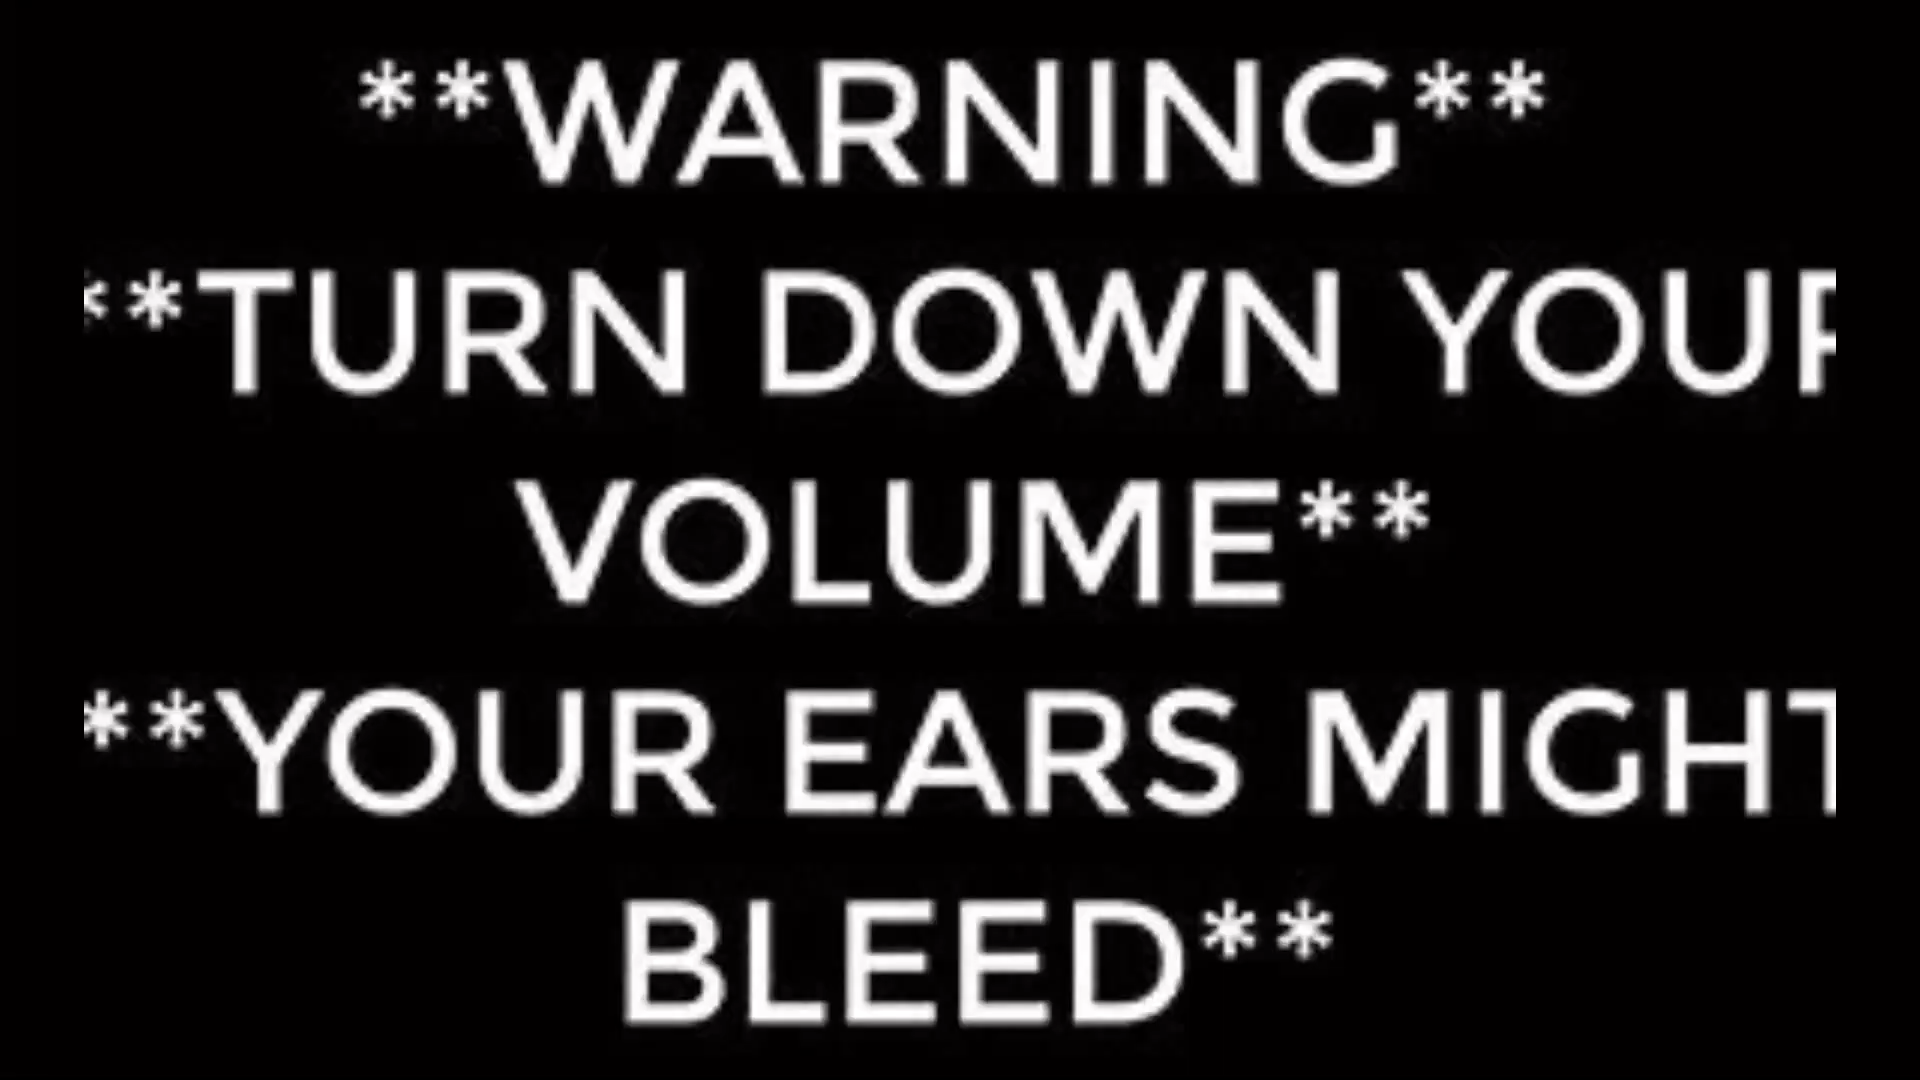 **WARNING**
**TURN DOWN YOUR
VOLUME**
**YOUR EARS MIGHT
BLEED**